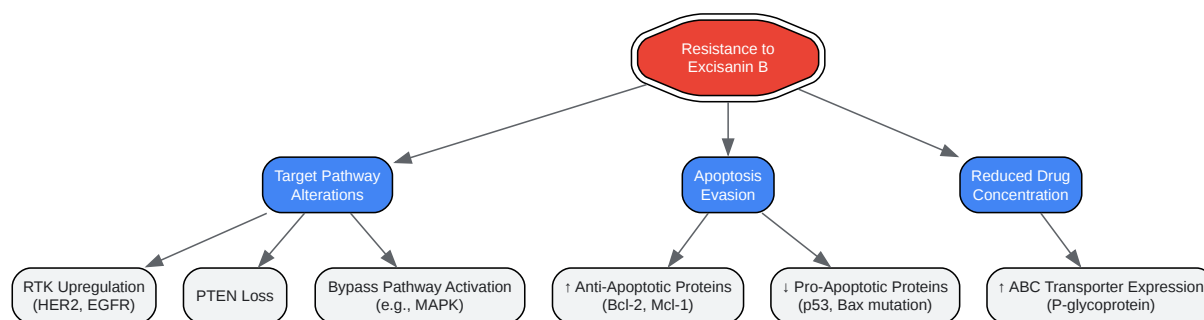 Resistance to
Excisanin B
Target Pathway
Alterations
Apoptosis
Evasion
Reduced Drug
Concentration
RTK Upregulation
(HER2, EGFR)
PTEN Loss
Bypass Pathway Activation
(e.g., MAPK)
↑ Anti-Apoptotic Proteins
(Bcl-2, Mcl-1)
↓ Pro-Apoptotic Proteins
(p53, Bax mutation)
↑ ABC Transporter Expression
(P-glycoprotein)